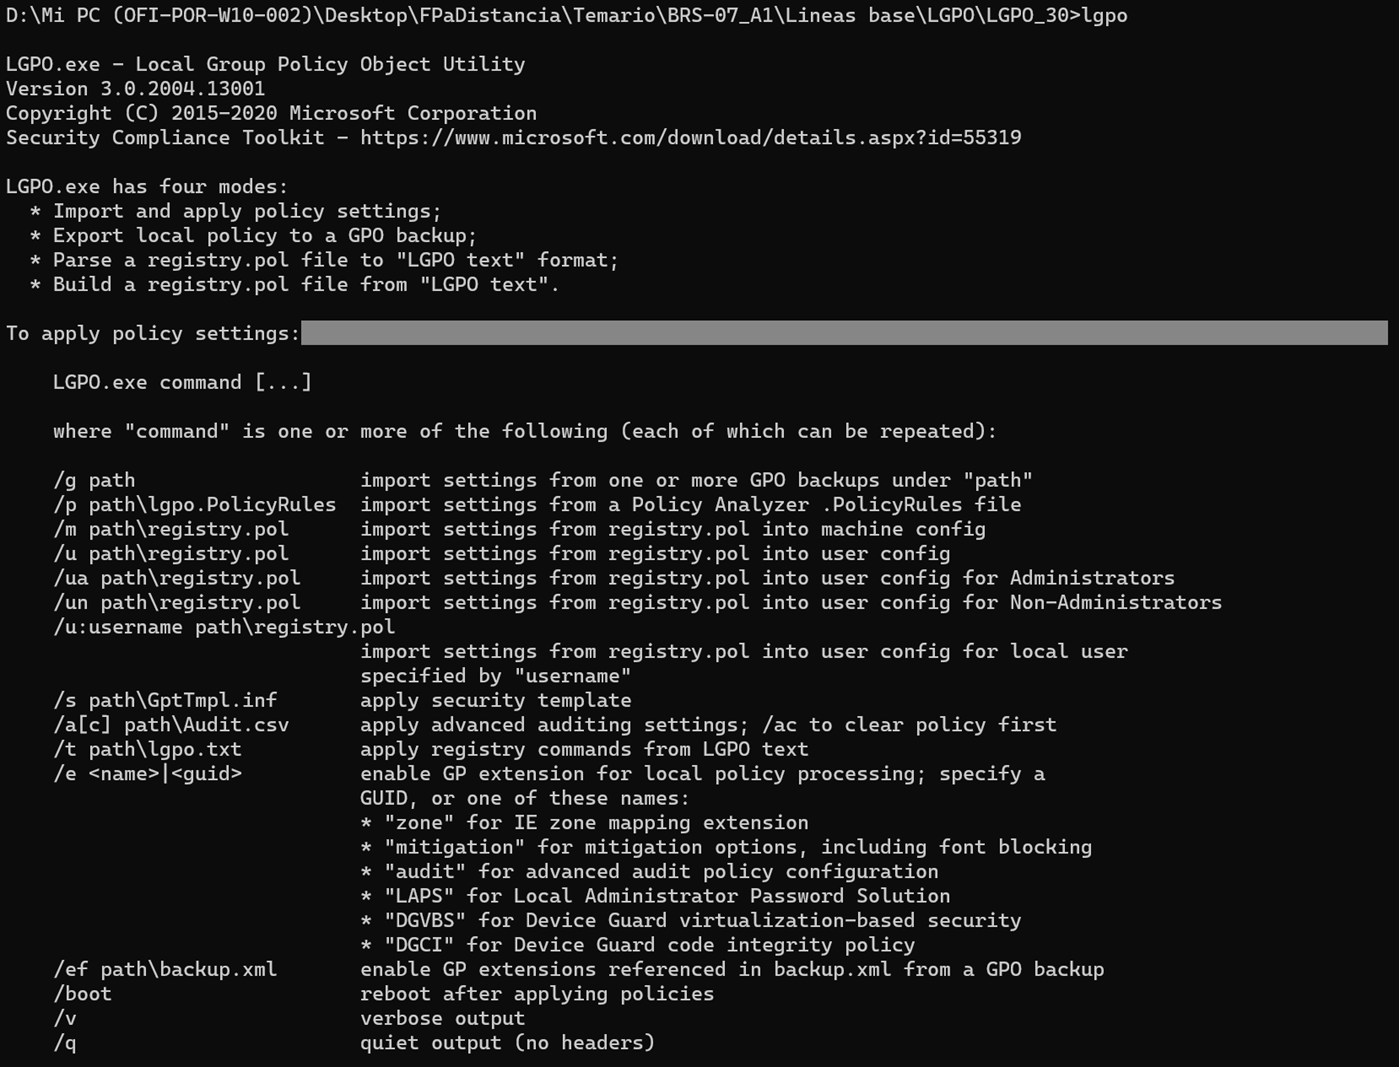 D:\Mi PC (OFI-POR-W10-002)\Desktop\FPaDistancia\Temario\BRS-07_A1\Lineas base\LGPO\LGPO_30>lgpo
LGPO.exe - Local Group Policy Object Utility
Version 3.0.2004.13001
Copyright (C) 2015-2020 Microsoft Corporation
Security Compliance Toolkit - https://www.microsoft.com/download/details.aspx?id=55319
LGPO.exe has four modes:
* Import and apply policy settings;
* Export local policy to a GPO backup;
* Parse a registry.pol file to "LGPO text" format;
* Build a registry.pol file from "LGPO text".
To apply policy settings:
LGPO.exe command [...]
where "command" is one or more of the following (each of which can be repeated):
/g path import settings from one or more GPO backups under "path"
/p path\lgpo.PolicyRules import settings from a Policy Analyzer .PolicyRules file
/m path\registry.pol import settings from registry.pol into machine config
/u path\registry.pol import settings from registry.pol into user config
/ua path\registry.pol import settings from registry.pol into user config for Administrators
/un path\registry.pol import settings from registry.pol into user config for Non-Administrators
/u:username path\registry.pol
import settings from registry.pol into user config for local user
specified by "username"
/s path\GptTmpl.inf apply security template
/a[c] path\Audit.csv apply advanced auditing settings; /ac to clear policy first
/t path\lgpo.txt apply registry commands from LGPO text
/e <name>|<guid> enable GP extension for local policy processing; specify a
GUID, or one of these names:
* "zone" for IE zone mapping extension
* "mitigation" for mitigation options, including font blocking
* "audit" for advanced audit policy configuration
* "LAPS" for Local Administrator Password Solution
* "DGVBS" for Device Guard virtualization-based security
* "DGCI" for Device Guard code integrity policy
/ef path\backup.xml enable GP extensions referenced in backup.xml from a GPO backup
/boot reboot after applying policies
/v verbose output
/q quiet output (no headers)